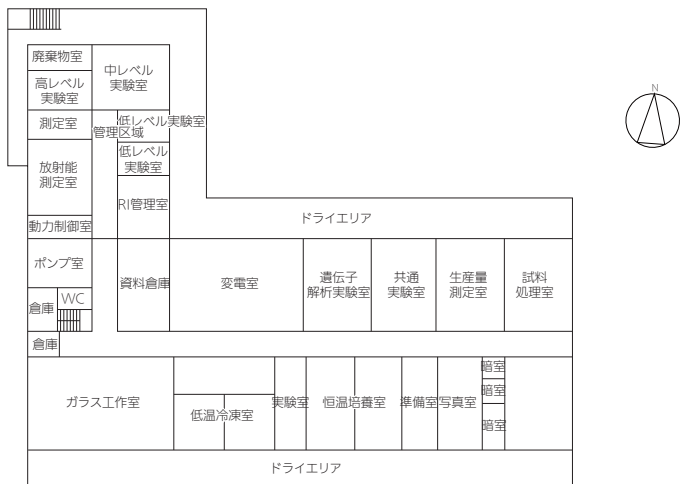 廃棄物室
中レベル
実験室
高レベル
実験室
N
測定室
低レベル実験室
管理区域
低レベル
実験室
放射能
測定室
RI管理室
動力制御室
ドライエリア
ポンプ室
資料倉庫
変電室
遺伝子
解析実験室
共通
実験室
生産量
測定室
試料
処理室
倉庫
WC
倉庫
暗室
暗室
暗室
ガラス工作室
低温冷凍室
実験室
恒温培養室
準備室
写真室
ドライエリア